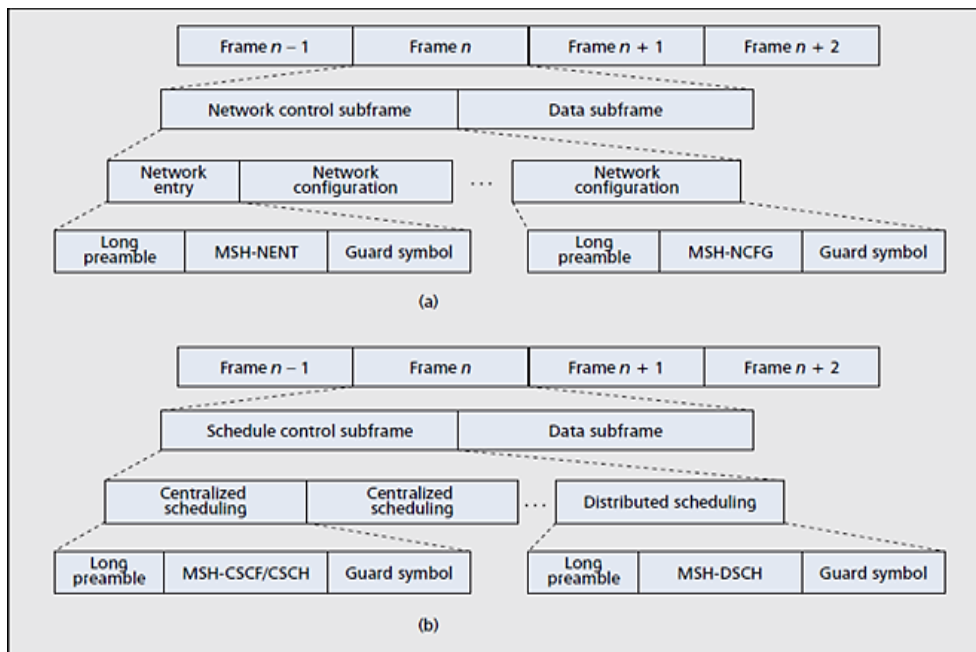 Frame n – 1 Frame n Frame n + 1 Frame n + 2
Network control subframe Data subframe
Network entry Network configuration ... Network configuration
Long preamble MSH-NENT Guard symbol Long preamble MSH-NCFG Guard symbol
(a)
Frame n – 1 Frame n Frame n + 1 Frame n + 2
Schedule control subframe Data subframe
Centralized scheduling Centralized scheduling ... Distributed scheduling
Long preamble MSH-CSCF/CSCH Guard symbol Long preamble MSH-DSCH Guard symbol
(b)